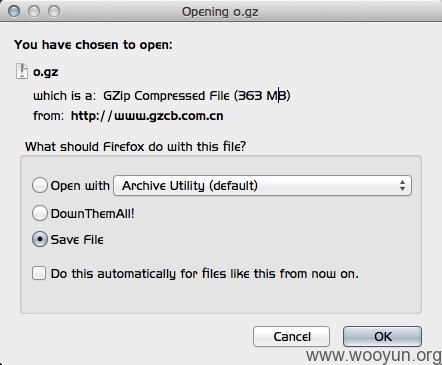 Opening o.gz
You have chosen to open:
o.gz
which is a: GZip Compressed File (363 MB)
from: http://www.gzcb.com.cn
What should Firefox do with this file?
Open with Archive Utility (default)
DownThemAll!
Save File
Do this automatically for files like this from now on.
Cancel OK
www.wooyun.org